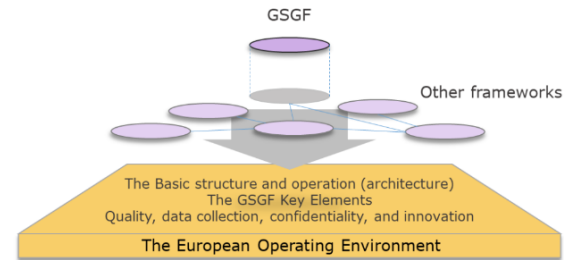 GSGF
Other frameworks
The Basic structure and operation (architecture)
The GSGF Key Elements
Quality, data collection, confidentiality, and innovation
The European Operating Environment